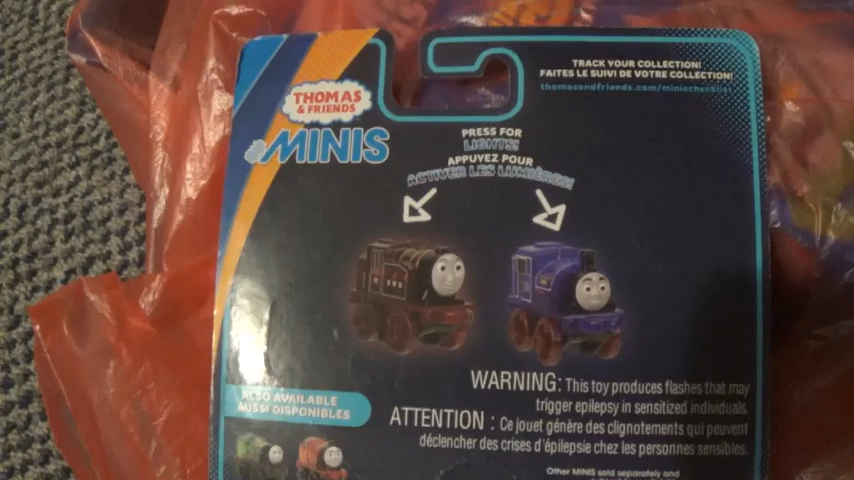 THOMAS
& FRIENDS
MINIS
TRACK YOUR COLLECTION!
FAITES LE SUIVI DE VOTRE COLLECTION!
thomasandfriends.com/minischecklist
PRESS FOR
LIGHTS!
APPUYEZ POUR
ACTIVER LES LUMIÈRES!
WARNING: This toy produces flashes that may
trigger epilepsy in sensitized individuals.
ATTENTION : Ce jouet génère des clignotements qui peuvent
déclencher des crises d'épilepsie chez les personnes sensibles.
ALSO AVAILABLE
AUSSI DISPONIBLES
Other MINIS sold separately and